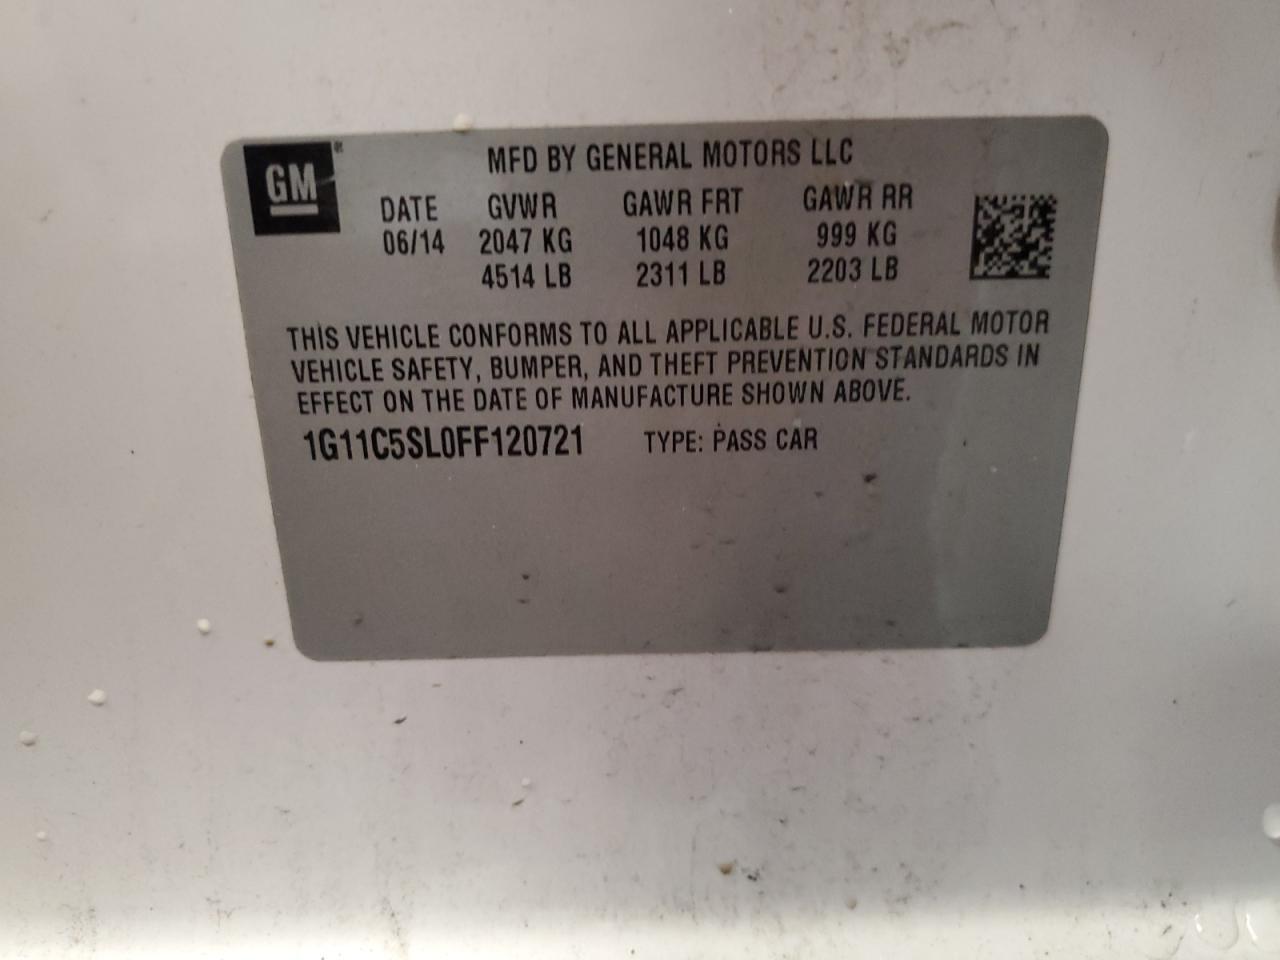 GM
MFD BY GENERAL MOTORS LLC
DATE GVWR GAWR FRT GAWR RR
06/14 2047 KG 1048 KG 999 KG
4514 LB 2311 LB 2203 LB
THIS VEHICLE CONFORMS TO ALL APPLICABLE U.S. FEDERAL MOTOR
VEHICLE SAFETY, BUMPER, AND THEFT PREVENTION STANDARDS IN
EFFECT ON THE DATE OF MANUFACTURE SHOWN ABOVE.
1G11C5SL0FF120721 TYPE: PASS CAR